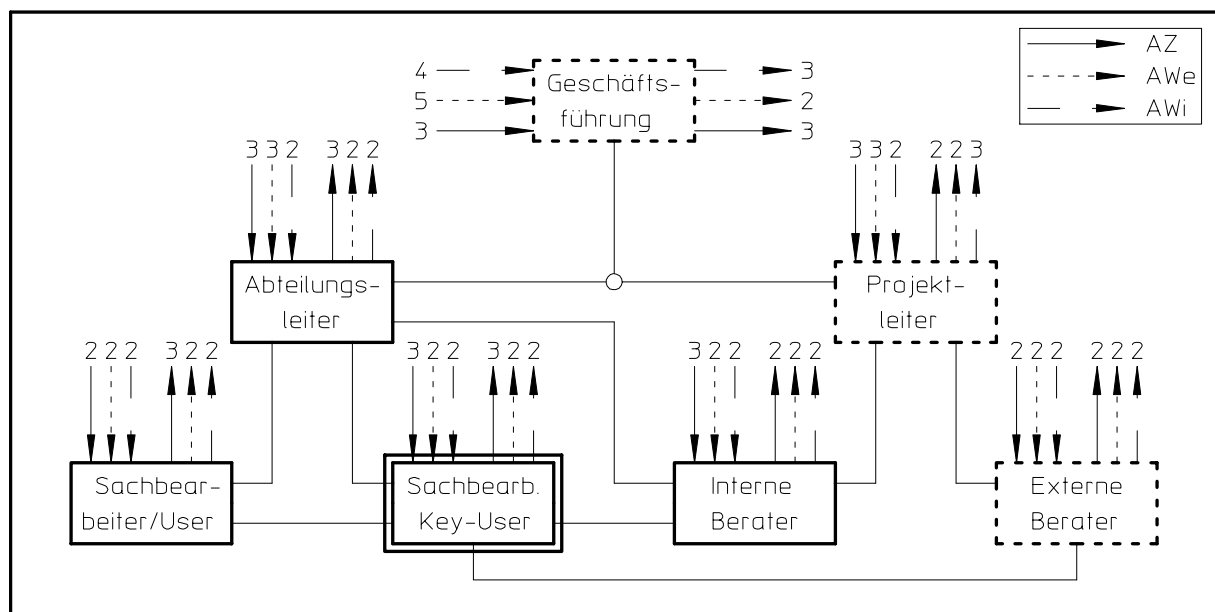 AZ
4 Geschäfts- 3
AWe
5 2
führung
3 3
AWi
3 3 2 3 2 2
3 3 2 2 2 3
Abteilungs-
leiter
Projekt-
leiter
2 2 2 3 2 2
3 2 2 3 2 2
3 2 2 2 2 2
2 2 2 2 2 2
Sachbear-
beiter/User
Sachbearb.
Key-User
Interne
Berater
Externe
Berater